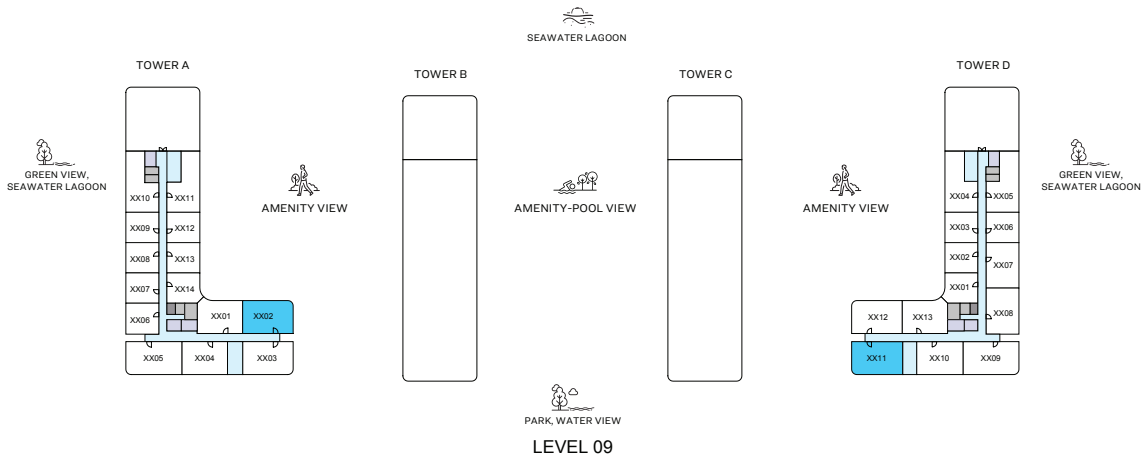 SEAWATER LAGOON
TOWER A
TOWER B
TOWER C
TOWER D
GREEN VIEW,
SEAWATER LAGOON
AMENITY VIEW
AMENITY-POOL VIEW
AMENITY VIEW
GREEN VIEW,
SEAWATER LAGOON
XX10 XX11
XX09 XX12
XX08 XX13
XX07 XX14
XX06
XX01 XX02
XX05 XX04 XX03
XX04 XX05
XX03 XX06
XX02 XX07
XX01
XX08
XX12 XX13
XX11 XX10 XX09
PARK, WATER VIEW
LEVEL 09